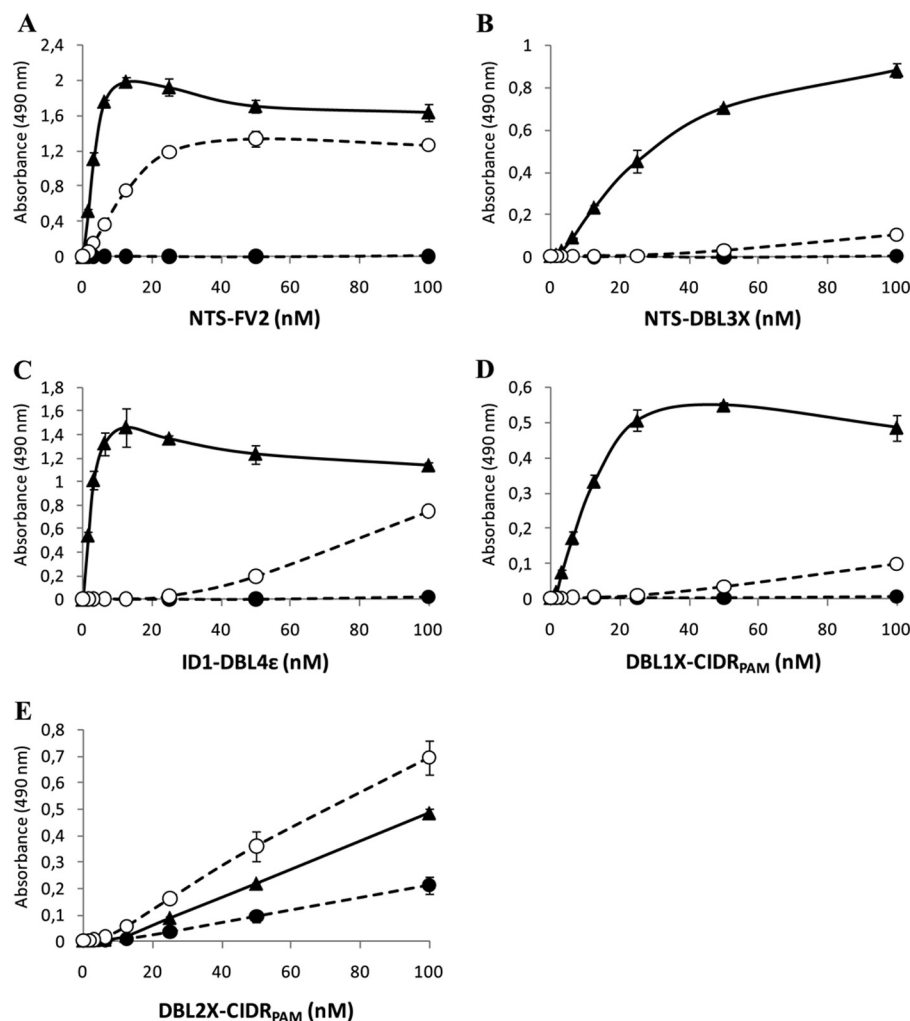 A
2,4
2
1,6
1,2
0,8
0,4
0
Absorbance (490 nm)
0 20 40 60 80 100
NTS-FV2 (nM)
B
1
0,8
0,6
0,4
0,2
0
Absorbance (490 nm)
0 20 40 60 80 100
NTS-DBL3X (nM)
C
1,8
1,6
1,4
1,2
1
0,8
0,6
0,4
0,2
0
Absorbance (490 nm)
0 20 40 60 80 100
ID1-DBL4ε (nM)
D
0,6
0,5
0,4
0,3
0,2
0,1
0
Absorbance (490 nm)
0 20 40 60 80 100
DBL1X-CIDRPAM (nM)
E
0,8
0,7
0,6
0,5
0,4
0,3
0,2
0,1
0
Absorbance (490 nm)
0 20 40 60 80 100
DBL2X-CIDRPAM (nM)